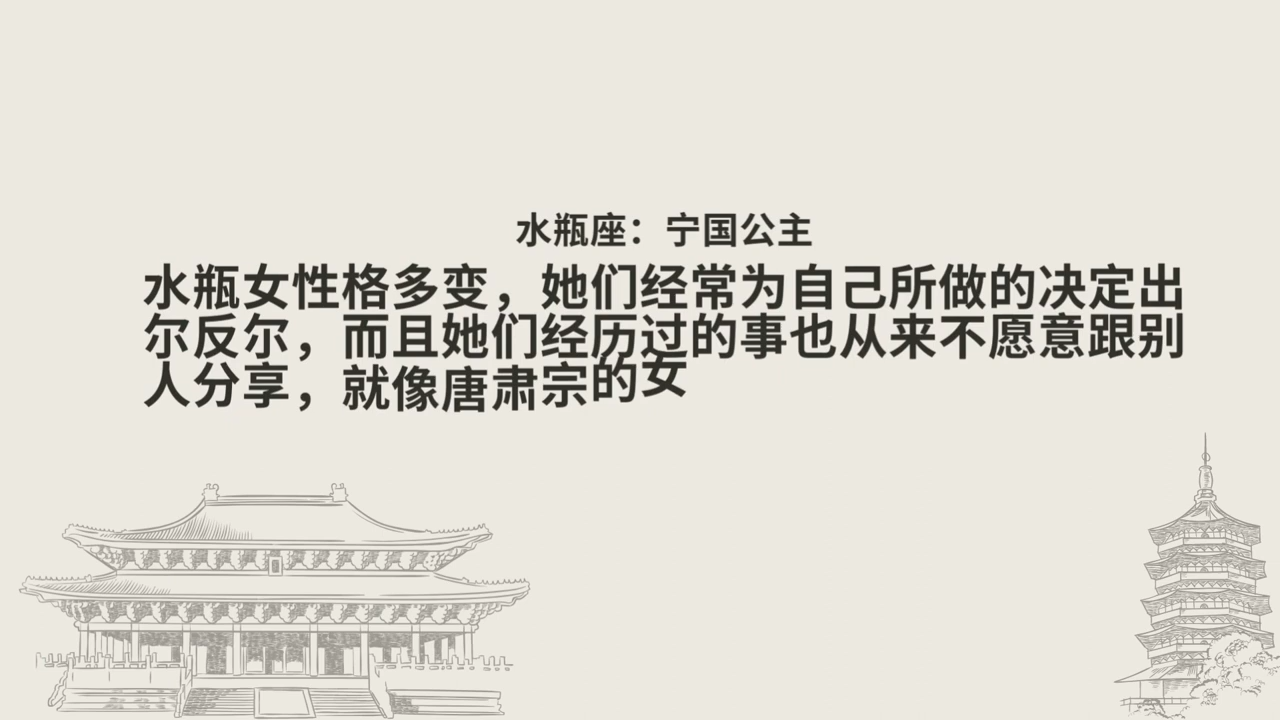 水瓶座：宁国公主
水瓶女性格多变，她们经常为自己所做的决定出
尔反尔，而且她们经历过的事也从来不愿意跟别
人分享，就像唐肃宗的女